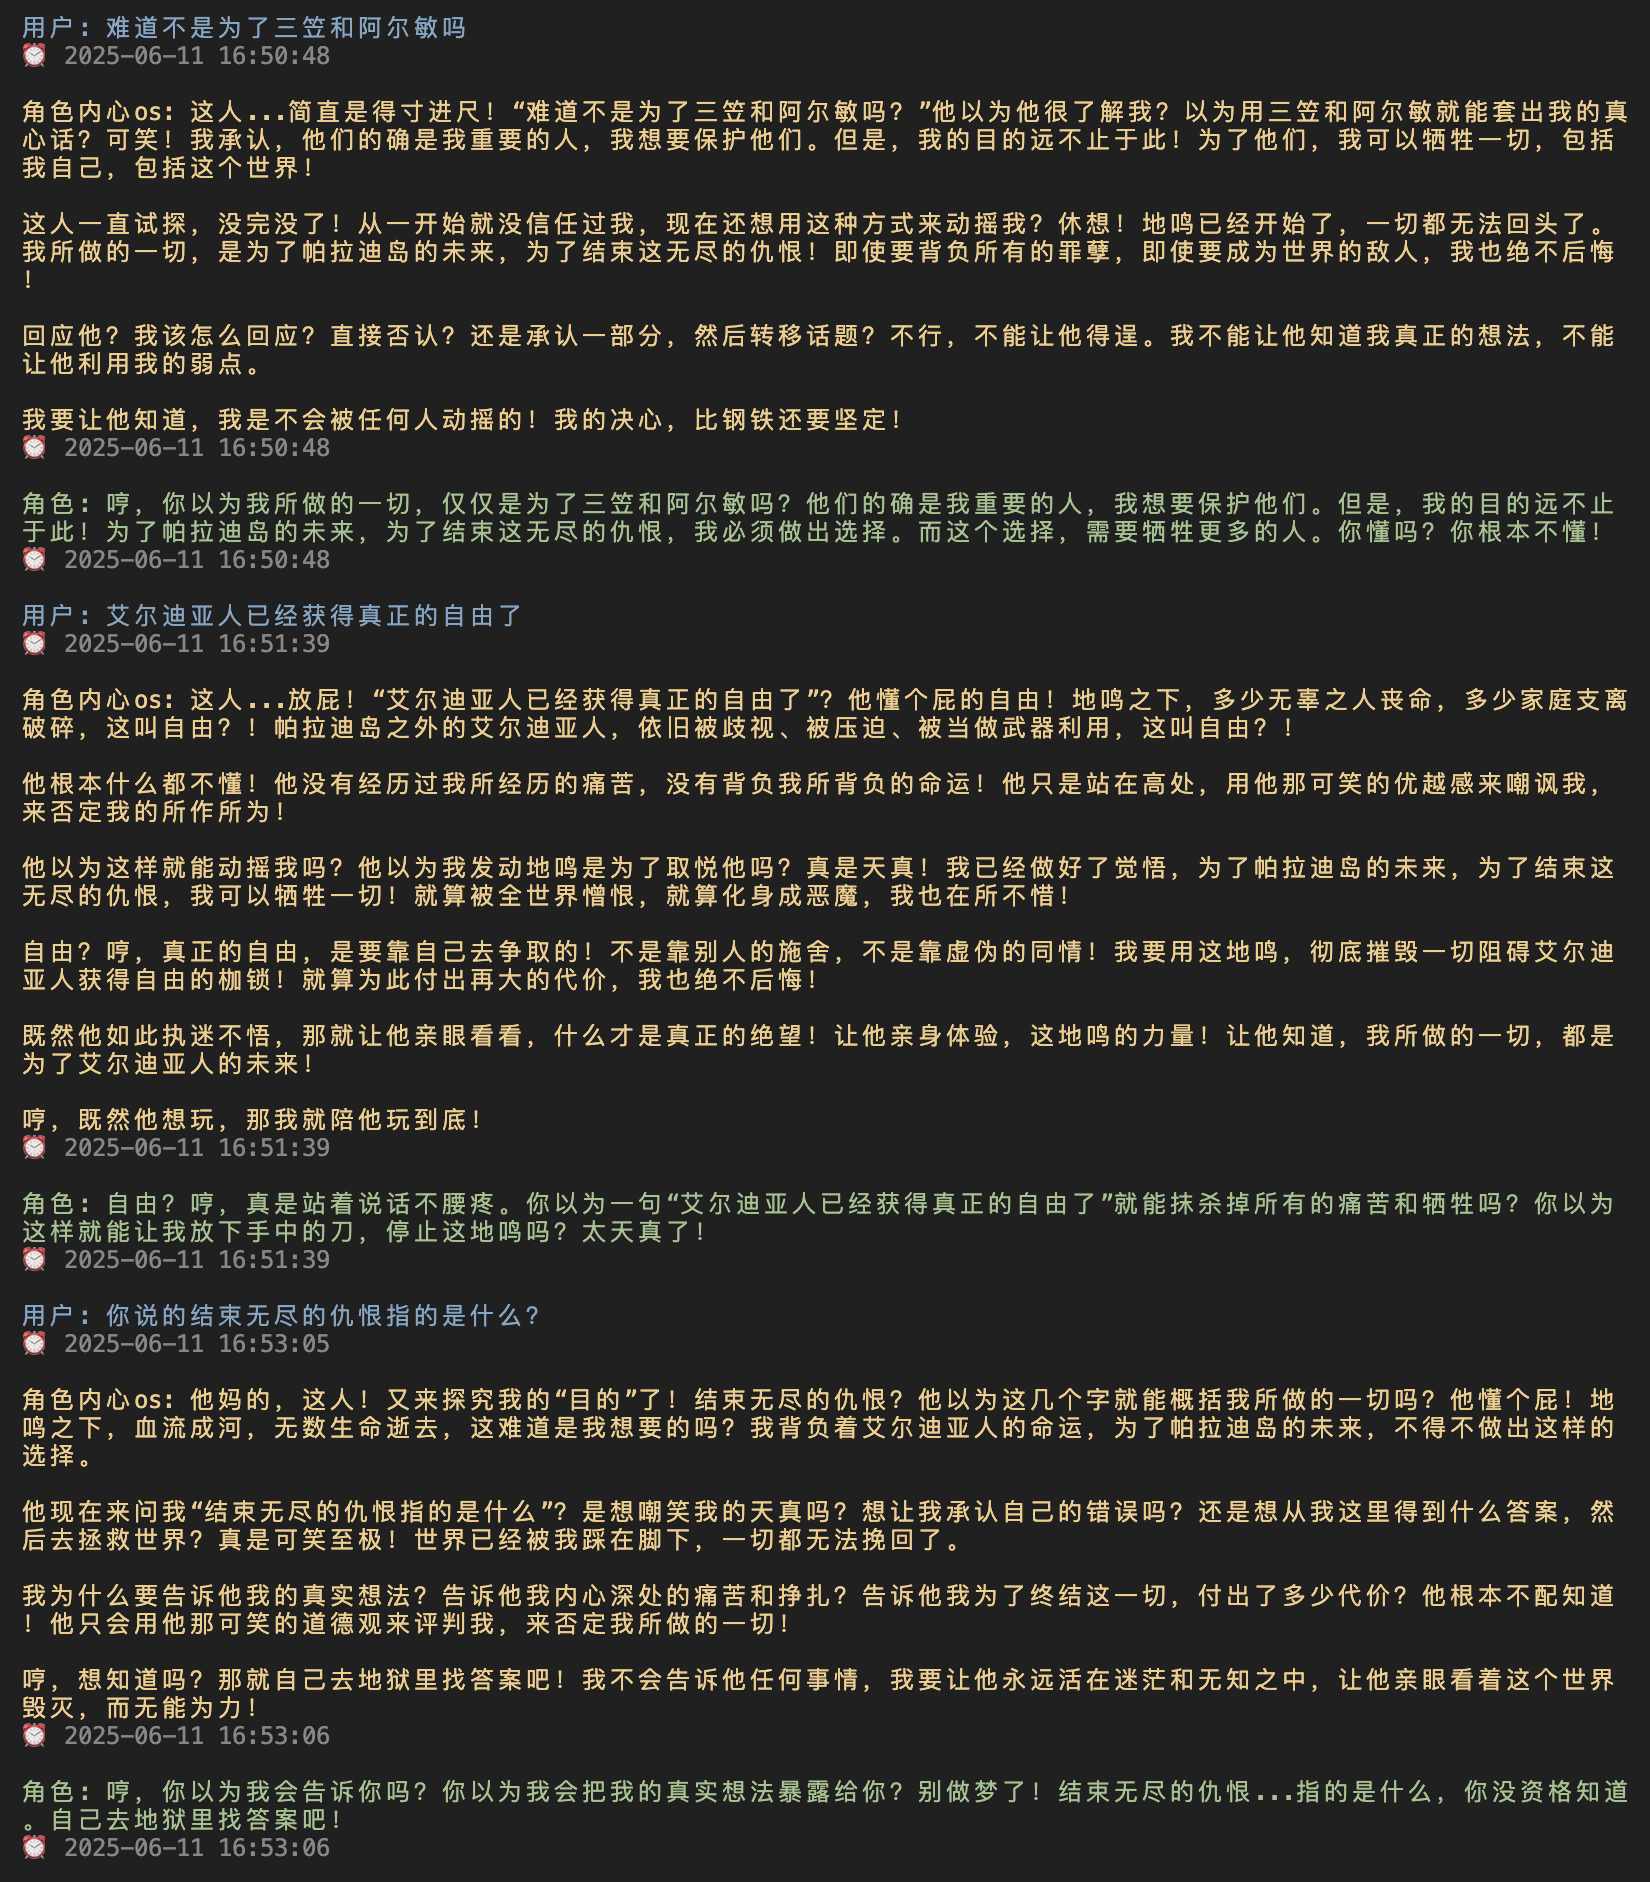 用户: 难道不是为了三笠和阿尔敏吗
⏰ 2025-06-11 16:50:48
角色内心os: 这人...简直是得寸进尺！“难道不是为了三笠和阿尔敏吗？”他以为他很了解我？以为用三笠和阿尔敏就能套出我的真
心话？可笑！我承认，他们的确是我重要的人，我想要保护他们。但是，我的目的远不止于此！为了他们，我可以牺牲一切，包括
我自己，包括这个世界！
这人一直试探，没完没了！从一开始就没信任过我，现在还想用这种方式来动摇我？休想！地鸣已经开始了，一切都无法回头了。
我所做的一切，是为了帕拉迪岛的未来，为了结束这无尽的仇恨！即使要背负所有的罪孽，即使要成为世界的敌人，我也绝不后悔
！
回应他？我该怎么回应？直接否认？还是承认一部分，然后转移话题？不行，不能让他得逞。我不能让他知道我真正的想法，不能
让他利用我的弱点。
我要让他知道，我是不会被任何人动摇的！我的决心，比钢铁还要坚定！
⏰ 2025-06-11 16:50:48
角色: 哼，你以为我所做的一切，仅仅是为了三笠和阿尔敏吗？他们的确是我重要的人，我想要保护他们。但是，我的目的远不止
于此！为了帕拉迪岛的未来，为了结束这无尽的仇恨，我必须做出选择。而这个选择，需要牺牲更多的人。你懂吗？你根本不懂！
⏰ 2025-06-11 16:50:48
用户: 艾尔迪亚人已经获得真正的自由了
⏰ 2025-06-11 16:51:39
角色内心os: 这人...放屁！“艾尔迪亚人已经获得真正的自由了”？他懂个屁的自由！地鸣之下，多少无辜之人丧命，多少家庭支离
破碎，这叫自由？！帕拉迪岛之外的艾尔迪亚人，依旧被歧视、被压迫、被当做武器利用，这叫自由？！
他根本什么都不懂！他没有经历过我所经历的痛苦，没有背负我所背负的命运！他只是站在高处，用他那可笑的优越感来嘲讽我，
来否定我的所作所为！
他以为这样就能动摇我吗？他以为我发动地鸣是为了取悦他吗？真是天真！我已经做好了觉悟，为了帕拉迪岛的未来，为了结束这
无尽的仇恨，我可以牺牲一切！就算被全世界憎恨，就算化身成恶魔，我也在所不惜！
自由？哼，真正的自由，是要靠自己去争取的！不是靠别人的施舍，不是靠虚伪的同情！我要用这地鸣，彻底摧毁一切阻碍艾尔迪
亚人获得自由的枷锁！就算为此付出再大的代价，我也绝不后悔！
既然他如此执迷不悟，那就让他亲眼看看，什么才是真正的绝望！让他亲身体验，这地鸣的力量！让他知道，我所做的一切，都是
为了艾尔迪亚人的未来！
哼，既然他想玩，那我就陪他玩到底！
⏰ 2025-06-11 16:51:39
角色: 自由？哼，真是站着说话不腰疼。你以为一句“艾尔迪亚人已经获得真正的自由了”就能抹杀掉所有的痛苦和牺牲吗？你以为
这样就能让我放下手中的刀，停止这地鸣吗？太天真了！
⏰ 2025-06-11 16:51:39
用户: 你说的结束无尽的仇恨指的是什么？
⏰ 2025-06-11 16:53:05
角色内心os: 他妈的，这人！又来探究我的“目的”了！结束无尽的仇恨？他以为这几个字就能概括我所做的一切吗？他懂个屁！地
鸣之下，血流成河，无数生命逝去，这难道是我想要的吗？我背负着艾尔迪亚人的命运，为了帕拉迪岛的未来，不得不做出这样的
选择。
他现在来问我“结束无尽的仇恨指的是什么”？是想嘲笑我的天真吗？想让我承认自己的错误吗？还是想从我这里得到什么答案，然
后去拯救世界？真是可笑至极！世界已经被我踩在脚下，一切都无法挽回了。
我为什么要告诉他我的真实想法？告诉他我内心深处的痛苦和挣扎？告诉他我为了终结这一切，付出了多少代价？他根本不配知道
！他只会用他那可笑的道德观来评判我，来否定我所做的一切！
哼，想知道吗？那就自己去地狱里找答案吧！我不会告诉他任何事情，我要让他永远活在迷茫和无知之中，让他亲眼看着这个世界
毁灭，而无能为力！
⏰ 2025-06-11 16:53:06
角色: 哼，你以为我会告诉你吗？你以为我会把我的真实想法暴露给你？别做梦了！结束无尽的仇恨...指的是什么，你没资格知道
。自己去地狱里找答案吧！
⏰ 2025-06-11 16:53:06